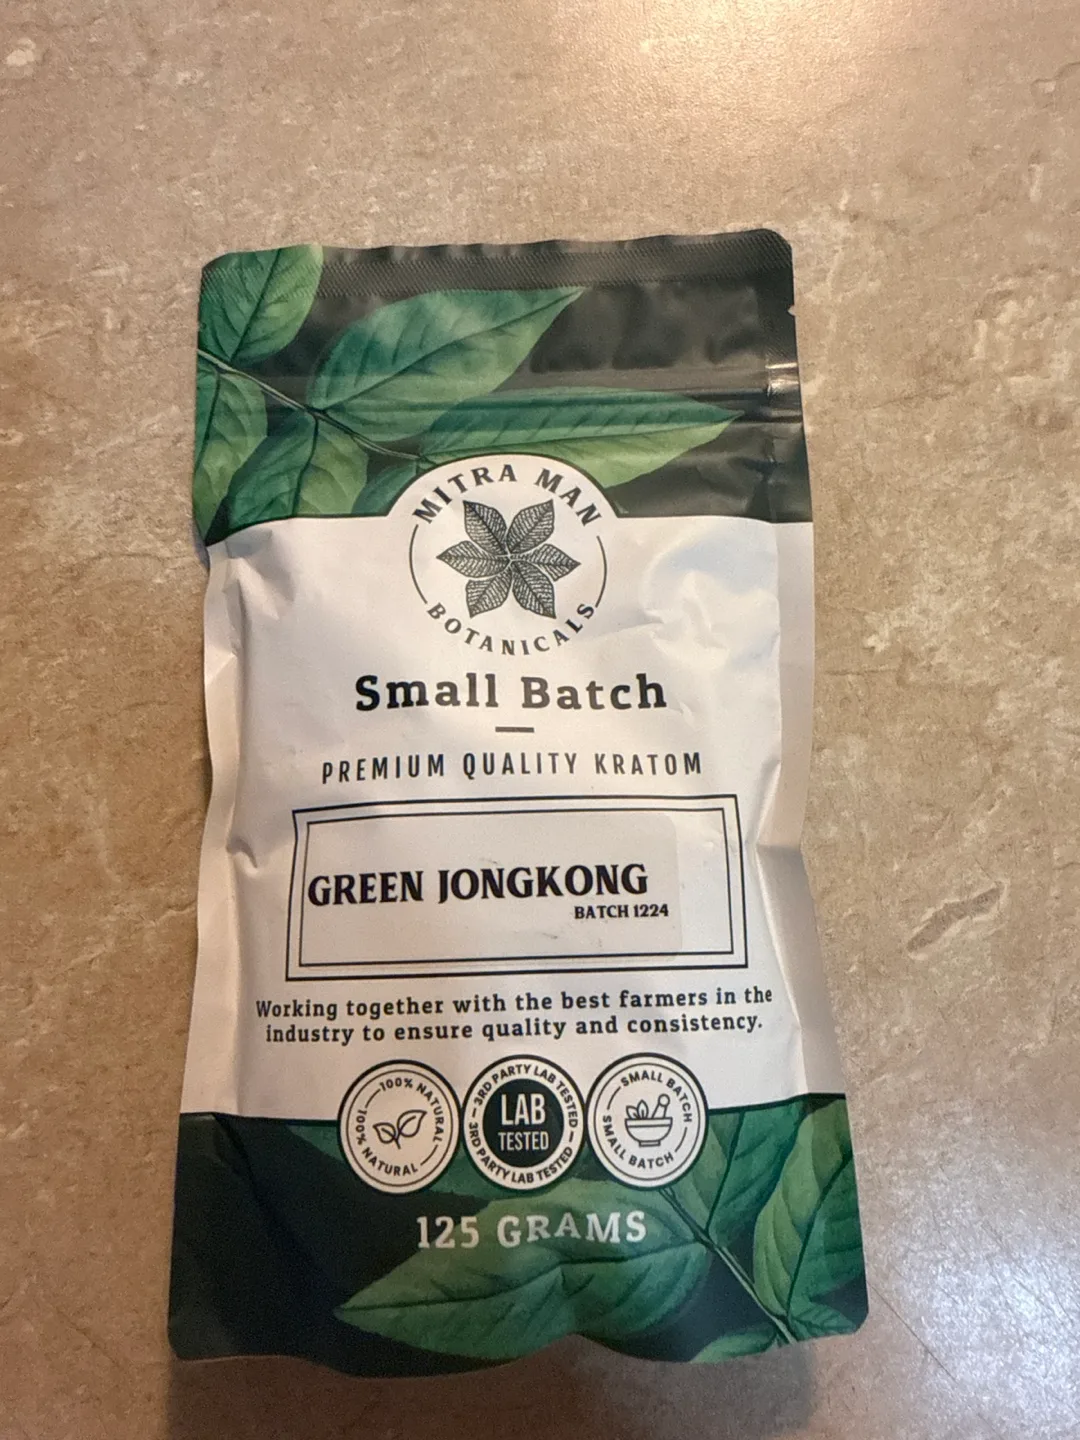 MITRA MAN
BOTANICALS
Small Batch
PREMIUM QUALITY KRATOM
GREEN JONGKONG
BATCH 1224
Working together with the best farmers in the
industry to ensure quality and consistency.
100% NATURAL
100% NATURAL
3RD PARTY LAB TESTED
LAB
TESTED
3RD PARTY LAB TESTED
SMALL BATCH
SMALL BATCH
125 GRAMS